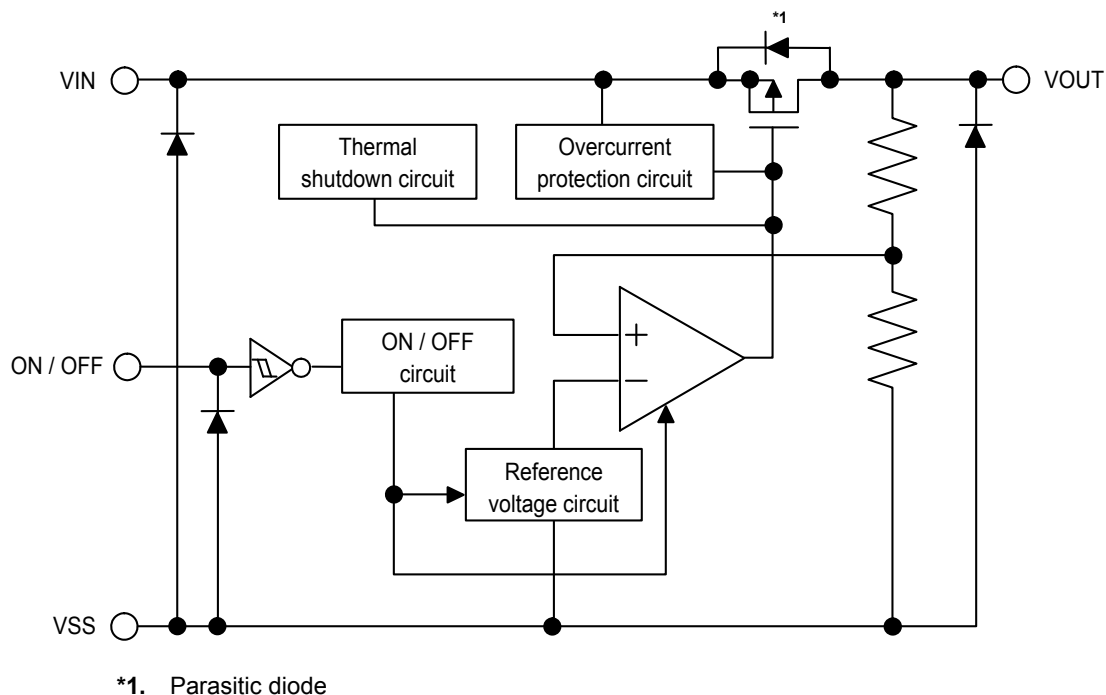 *1
VIN
VOUT
Thermal
shutdown circuit
Overcurrent
protection circuit
+
−
ON / OFF
ON / OFF
circuit
Reference
voltage circuit
VSS
*1. Parasitic diode